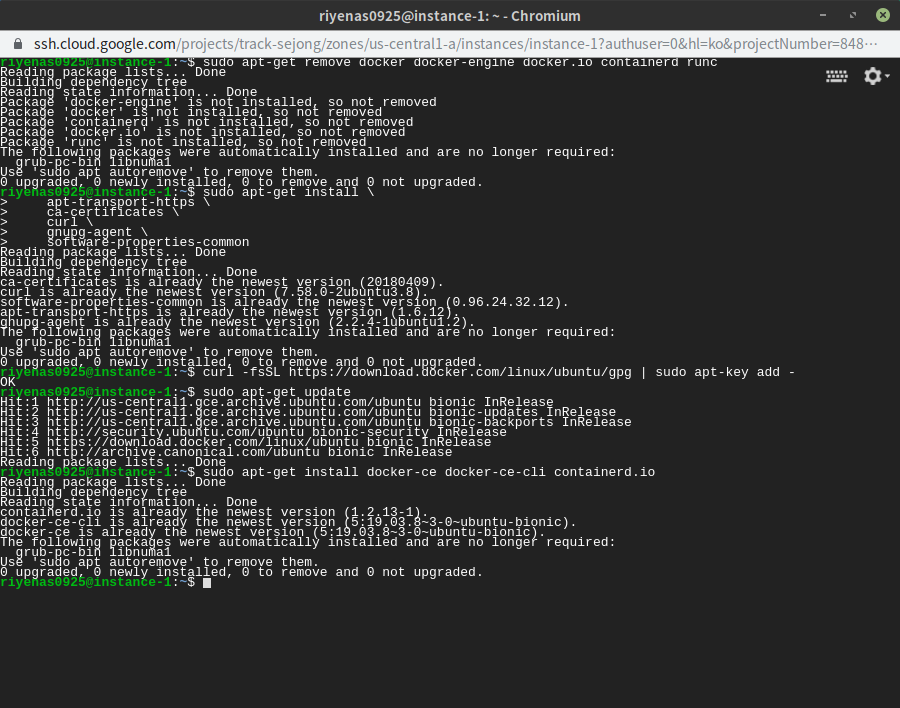 riyenas0925@instance-1: ~ - Chromium
ssh.cloud.google.com/projects/track-sejong/zones/us-central1-a/instances/instance-1?authuser=0&hl=ko&projectNumber=848···
riyenas0925@instance-1:~$ sudo apt-get remove docker docker-engine docker.io containerd runc
Reading package lists... Done
Building dependency tree
Reading state information... Done
Package 'docker-engine' is not installed, so not removed
Package 'docker' is not installed, so not removed
Package 'containerd' is not installed, so not removed
Package 'docker.io' is not installed, so not removed
Package 'runc' is not installed, so not removed
The following packages were automatically installed and are no longer required:
  grub-pc-bin libnuma1
Use 'sudo apt autoremove' to remove them.
0 upgraded, 0 newly installed, 0 to remove and 0 not upgraded.
riyenas0925@instance-1:~$ sudo apt-get install \
>     apt-transport-https \
>     ca-certificates \
>     curl \
>     gnupg-agent \
>     software-properties-common
Reading package lists... Done
Building dependency tree
Reading state information... Done
ca-certificates is already the newest version (20180409).
curl is already the newest version (7.58.0-2ubuntu3.8).
software-properties-common is already the newest version (0.96.24.32.12).
apt-transport-https is already the newest version (1.6.12).
gnupg-agent is already the newest version (2.2.4-1ubuntu1.2).
The following packages were automatically installed and are no longer required:
  grub-pc-bin libnuma1
Use 'sudo apt autoremove' to remove them.
0 upgraded, 0 newly installed, 0 to remove and 0 not upgraded.
riyenas0925@instance-1:~$ curl -fsSL https://download.docker.com/linux/ubuntu/gpg | sudo apt-key add -
OK
riyenas0925@instance-1:~$ sudo apt-get update
Hit:1 http://us-central1.gce.archive.ubuntu.com/ubuntu bionic InRelease
Hit:2 http://us-central1.gce.archive.ubuntu.com/ubuntu bionic-updates InRelease
Hit:3 http://us-central1.gce.archive.ubuntu.com/ubuntu bionic-backports InRelease
Hit:4 http://security.ubuntu.com/ubuntu bionic-security InRelease
Hit:5 https://download.docker.com/linux/ubuntu bionic InRelease
Hit:6 http://archive.canonical.com/ubuntu bionic InRelease
Reading package lists... Done
riyenas0925@instance-1:~$ sudo apt-get install docker-ce docker-ce-cli containerd.io
Reading package lists... Done
Building dependency tree
Reading state information... Done
containerd.io is already the newest version (1.2.13-1).
docker-ce-cli is already the newest version (5:19.03.8~3-0~ubuntu-bionic).
docker-ce is already the newest version (5:19.03.8~3-0~ubuntu-bionic).
The following packages were automatically installed and are no longer required:
  grub-pc-bin libnuma1
Use 'sudo apt autoremove' to remove them.
0 upgraded, 0 newly installed, 0 to remove and 0 not upgraded.
riyenas0925@instance-1:~$